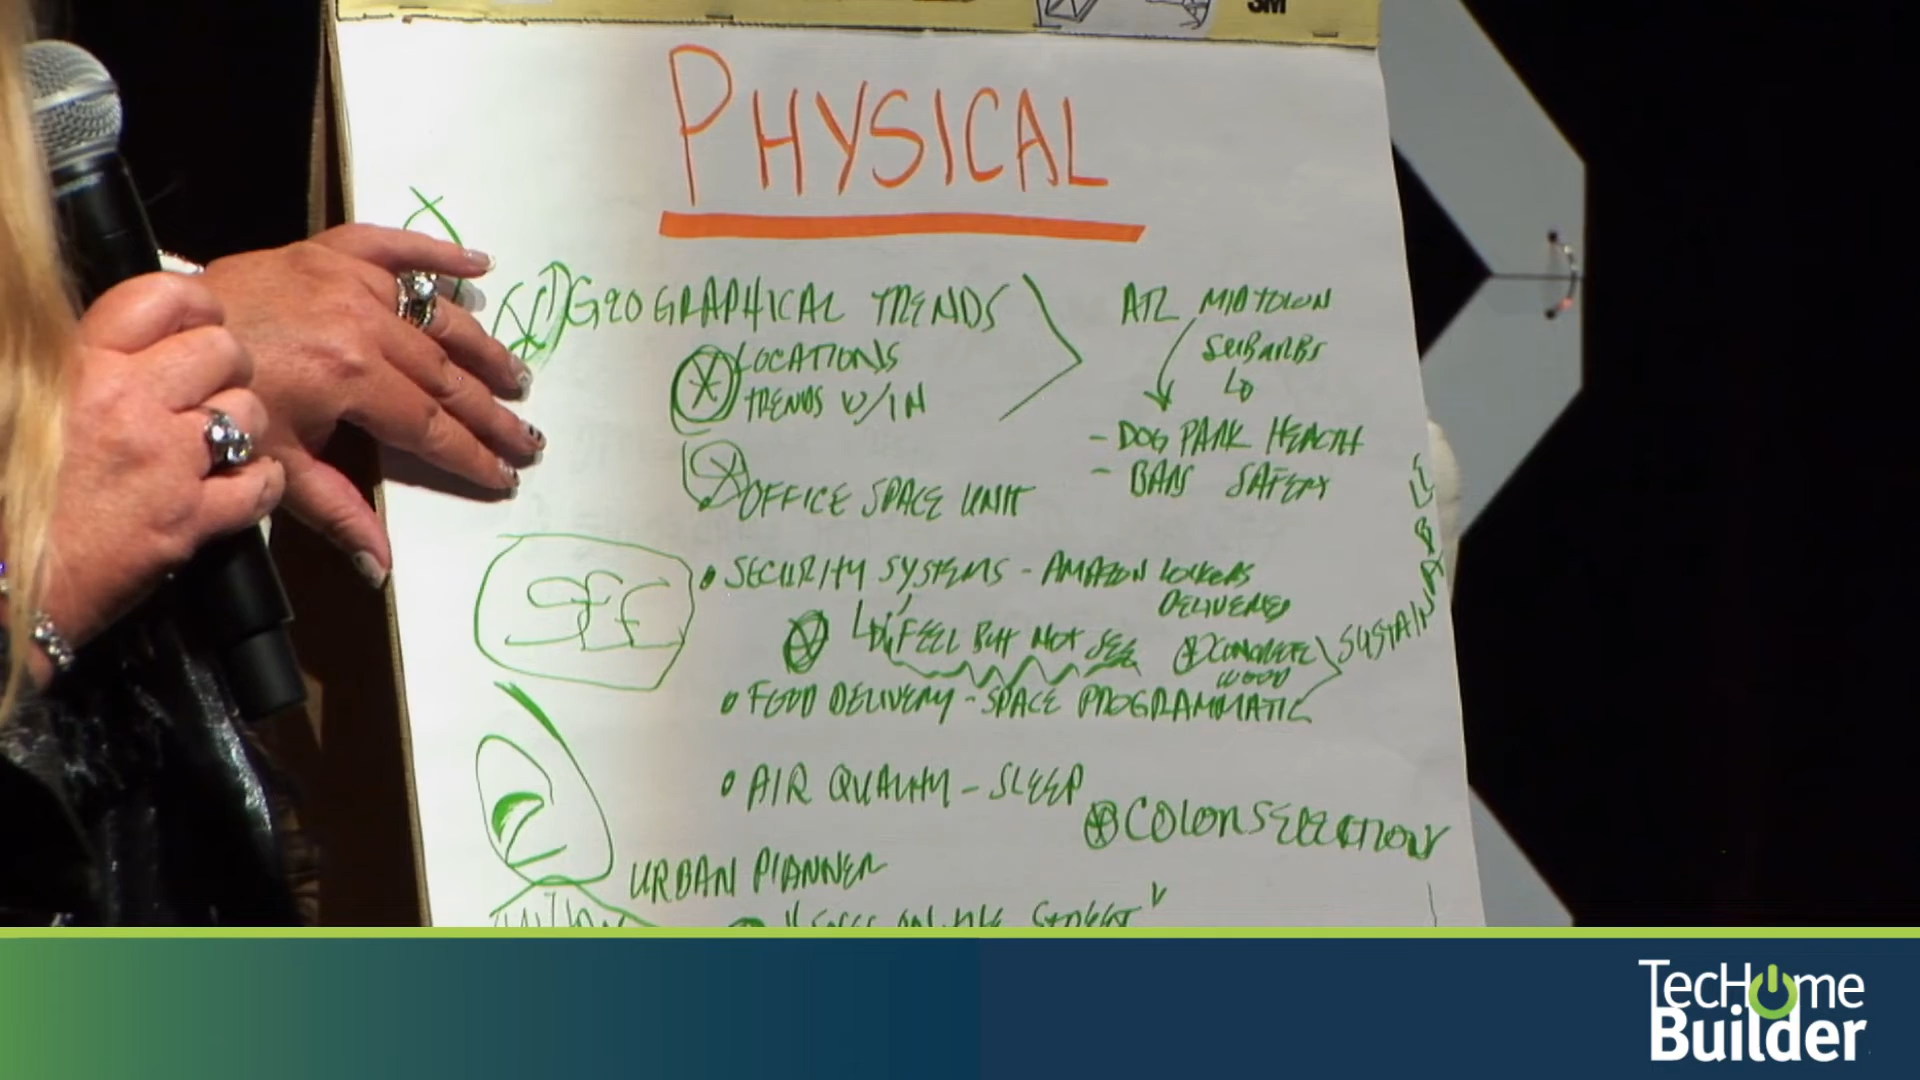 3M
PHYSICAL
GEOGRAPHICAL TRENDS
ATL MIDTOWN
SUBURBS
LOCATIONS
TRENDS W/IN
- DOG PARK HEALTH
- BARS SAFETY
OFFICE SPACE UNIT
• SECURITY SYSTEMS - AMAZON LOCKERS
DELIVERED
FEEL BUT NOT SEE
CONCRETE
WOOD
SUSTAINABLE
• FOOD DELIVERY - SPACE PROGRAMMATIC
• AIR QUALITY - SLEEP
COLOR SELECTION
URBAN PLANNER
TecHome
Builder